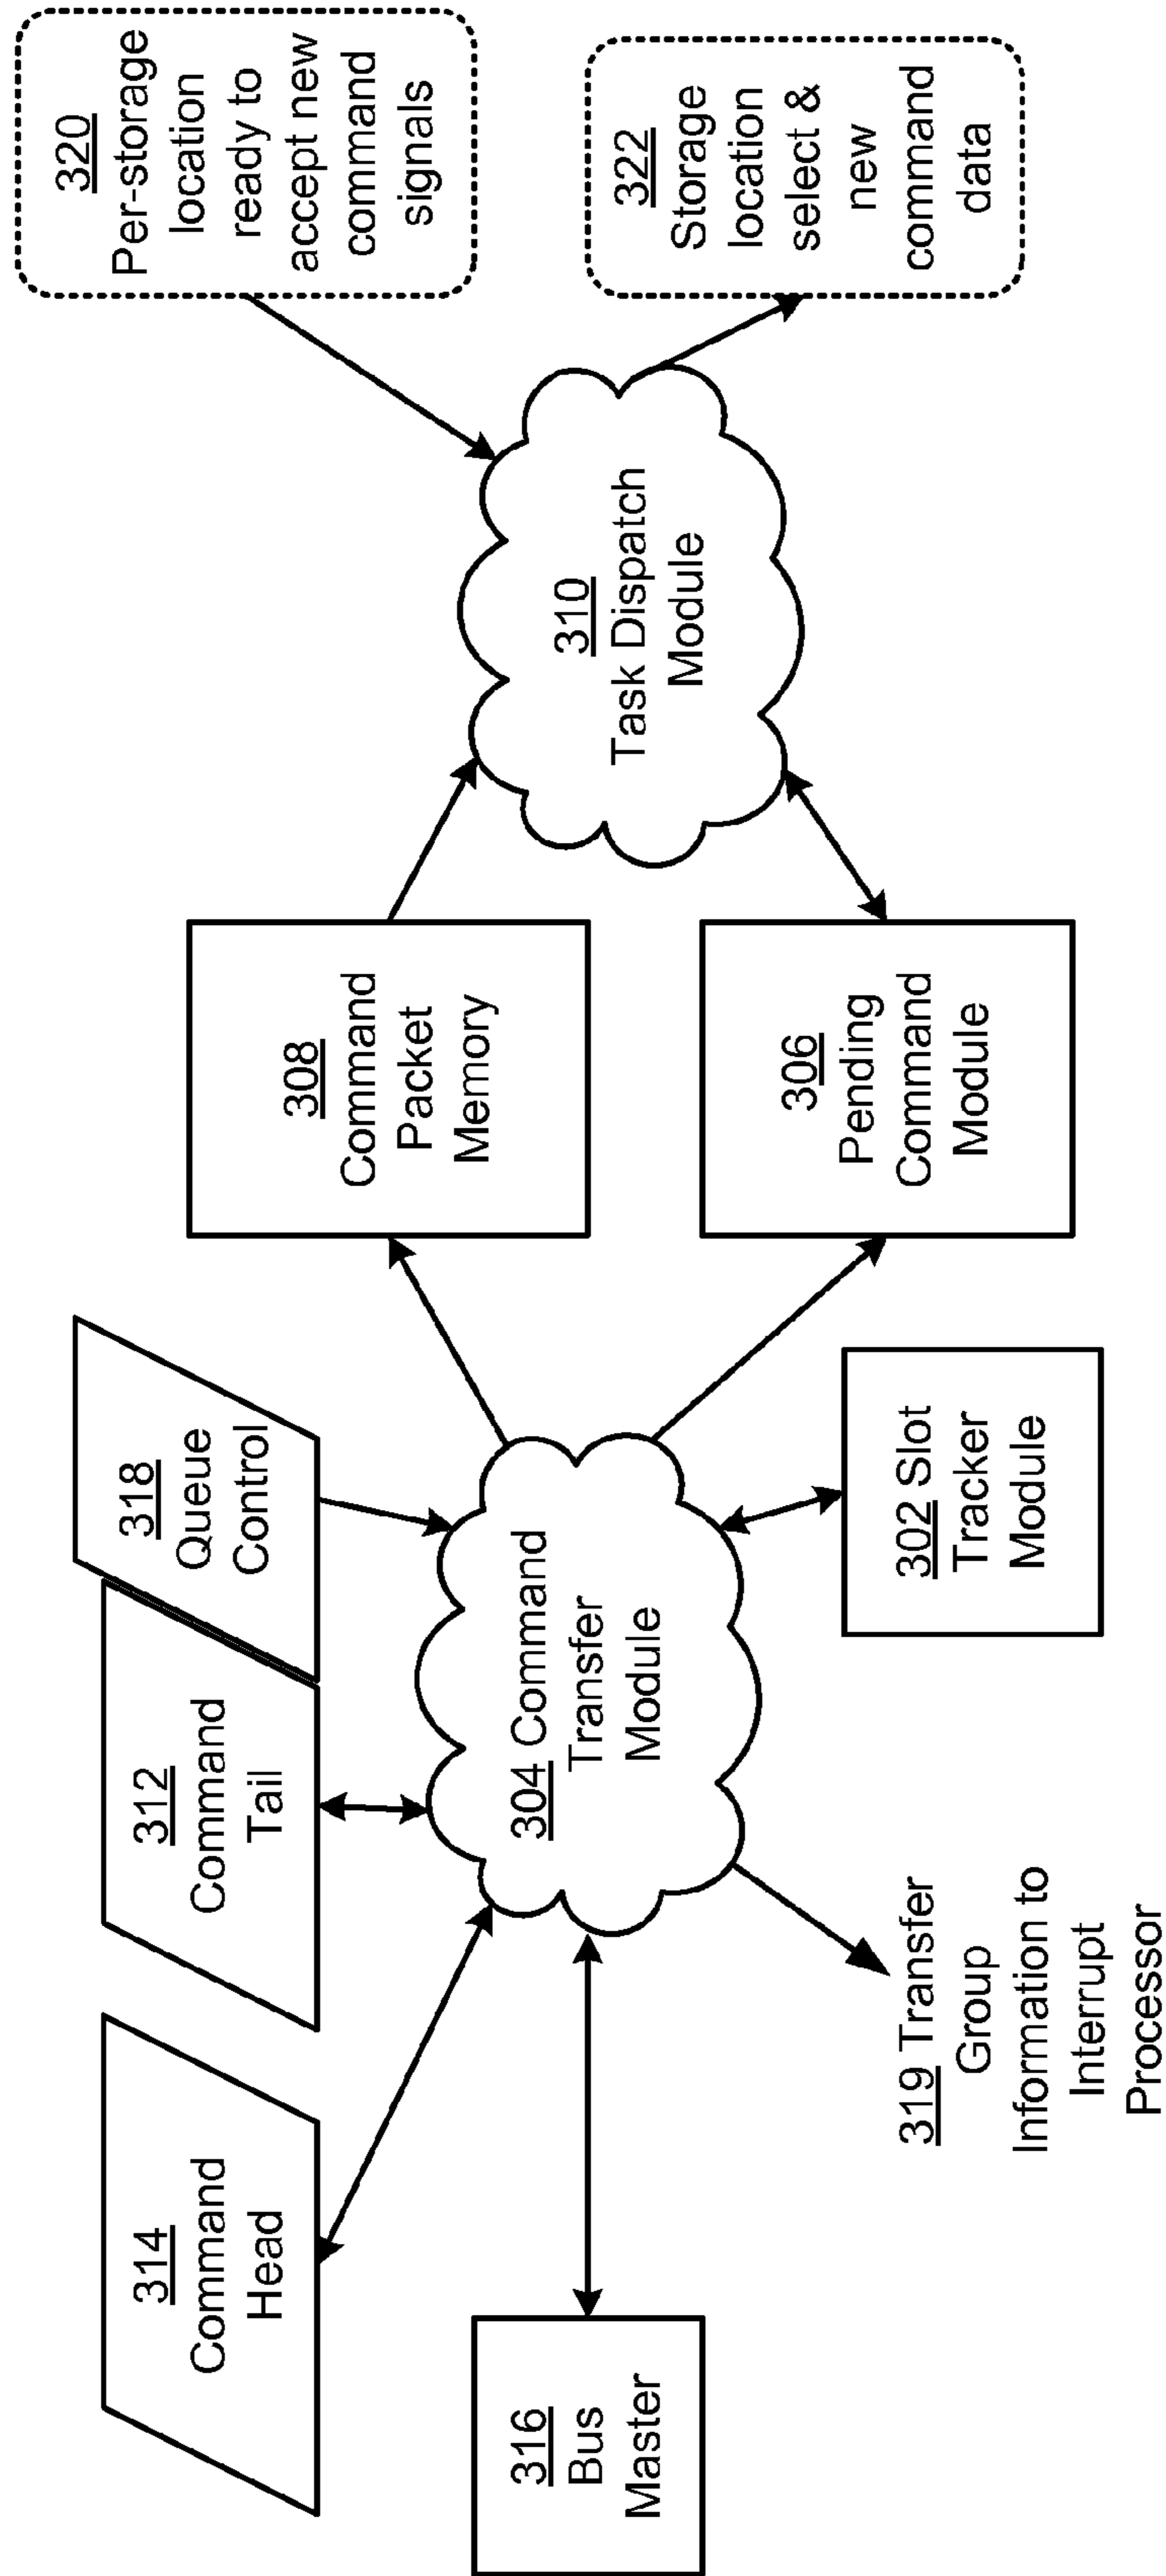 314
Command
Head
312
Command
Tail
318
Queue
Control
316
Bus
Master
304 Command
Transfer
Module
319 Transfer
Group
Information to
Interrupt
Processor
302 Slot
Tracker
Module
308
Command
Packet
Memory
306
Pending
Command
Module
310
Task Dispatch
Module
320
Per-storage
location
ready to
accept new
command
signals
322
Storage
location
select &
new
command
data